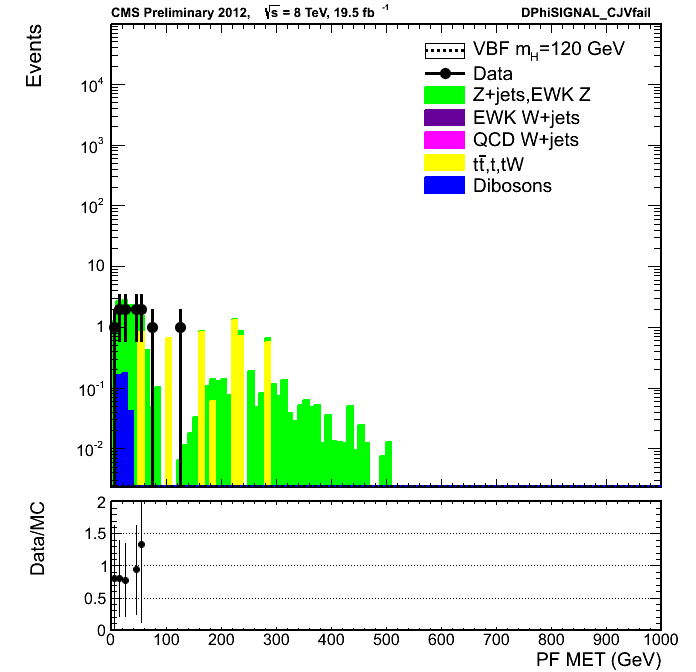 CMS Preliminary 2012, √s = 8 TeV, 19.5 fb⁻¹ DPhiSIGNAL_CJVfail
Events
VBF m_H=120 GeV
Data
Z+jets,EWK Z
EWK W+jets
QCD W+jets
tt̄,t,tW
Dibosons
10⁴
10³
10²
10
1
10⁻¹
10⁻²
Data/MC
2
1.5
1
0.5
0
0 100 200 300 400 500 600 700 800 900 1000
PF MET (GeV)